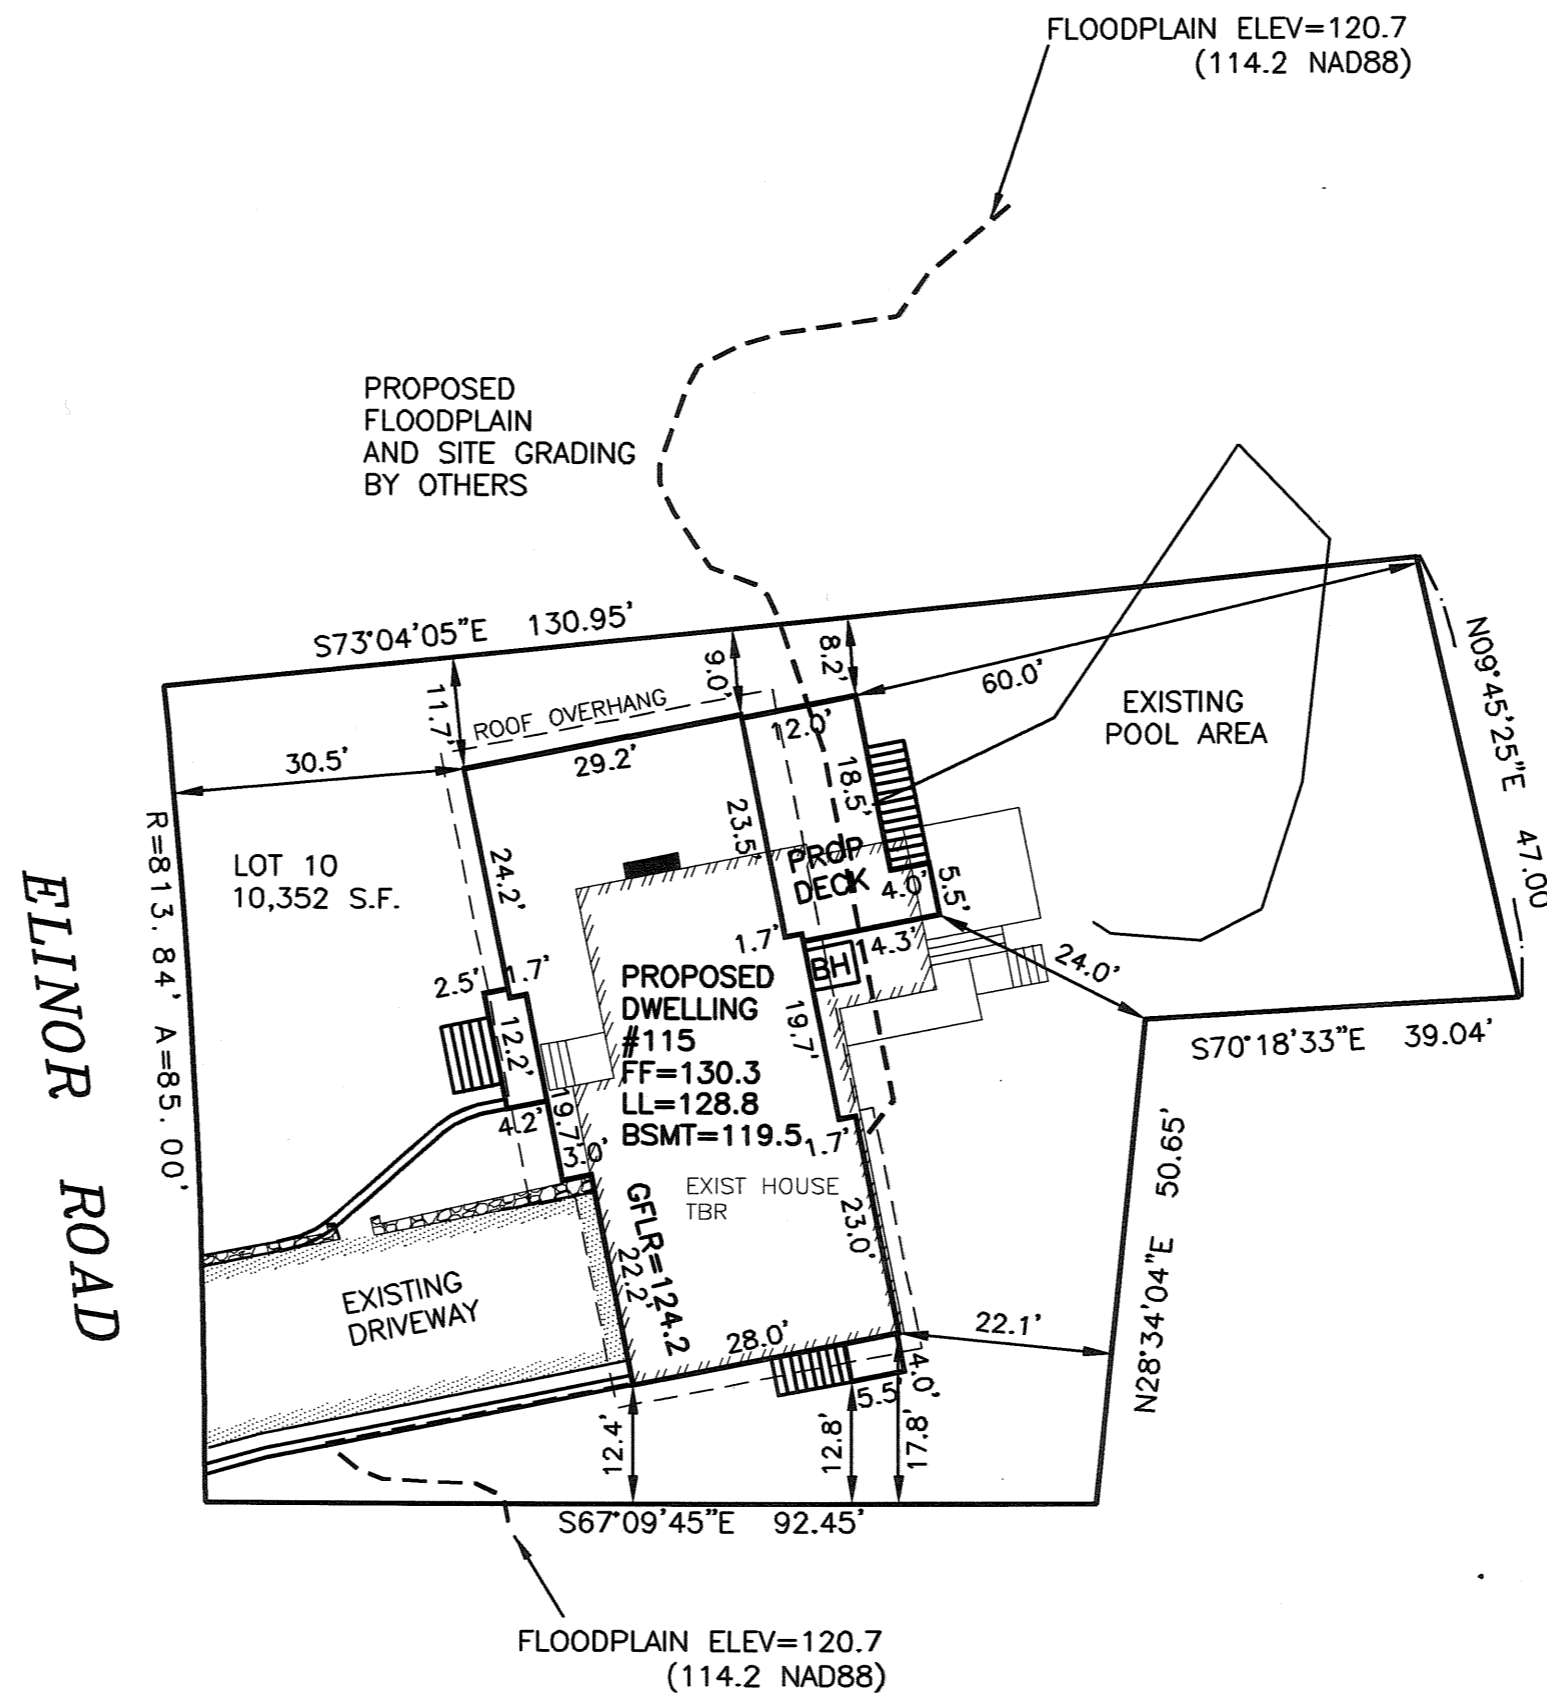 FLOODPLAIN ELEV=120.7
(114.2 NAD88)
PROPOSED
FLOODPLAIN
AND SITE GRADING
BY OTHERS
S73°04'05"E 130.95'
N09°45'25"E 47.00
11.7'
9.0'
8.2'
60.0'
ROOF OVERHANG
12.0'
30.5'
29.2'
EXISTING
POOL AREA
18.5'
23.5'
R=813.84' A=85.00'
LOT 10
10,352 S.F.
24.2'
PROP
DECK
4.0'
5.5'
ELINOR ROAD
1.7'
14.3'
24.0'
2.5'
1.7'
BH
PROPOSED
DWELLING
#115
FF=130.3
LL=128.8
BSMT=119.5
12.2'
19.7'
S70°18'33"E 39.04'
4.2'
19.7'
3.0'
1.7'
EXIST HOUSE
TBR
23.0'
N28°34'04"E 50.65'
GFLR=124.2
22.2'
EXISTING
DRIVEWAY
28.0'
22.1'
4.0'
5.5'
12.4'
12.8'
17.8'
S67°09'45"E 92.45'
FLOODPLAIN ELEV=120.7
(114.2 NAD88)